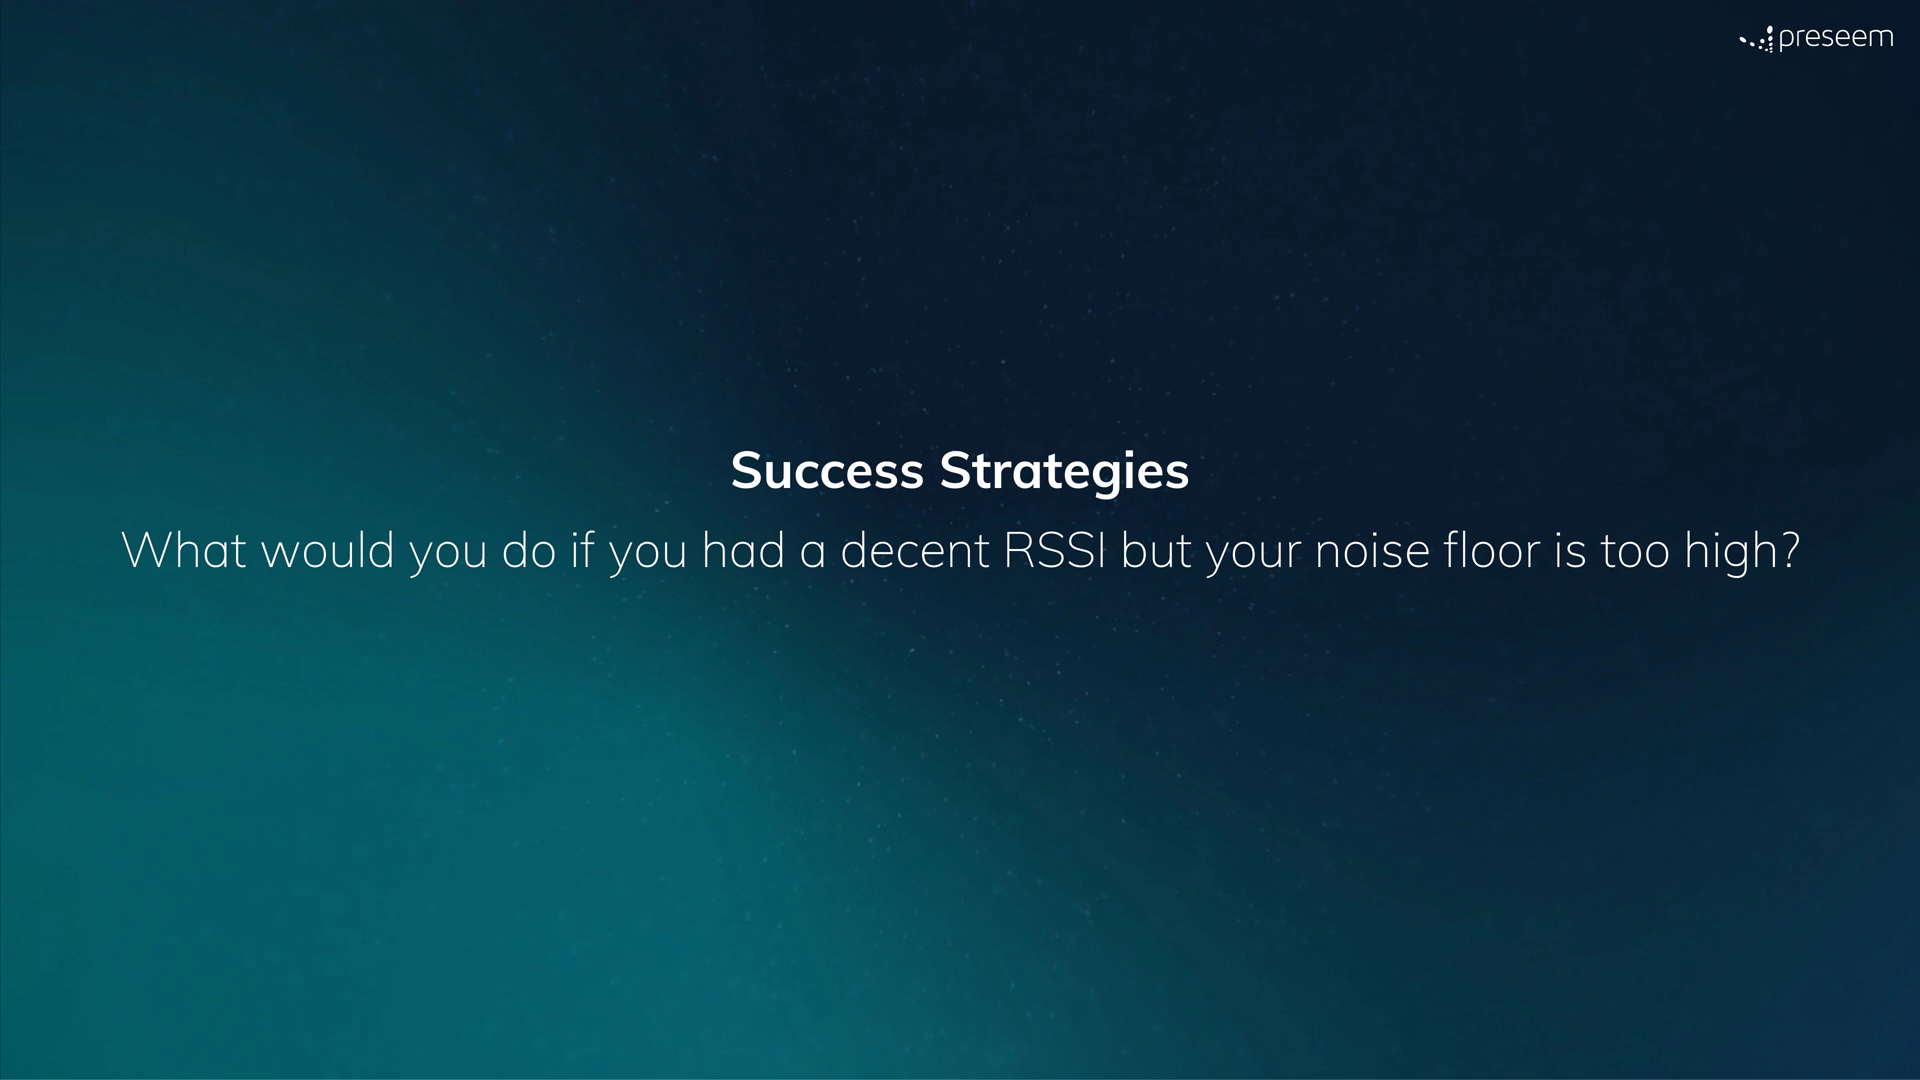 preseem
Success Strategies
What would you do if you had a decent RSSI but your noise floor is too high?